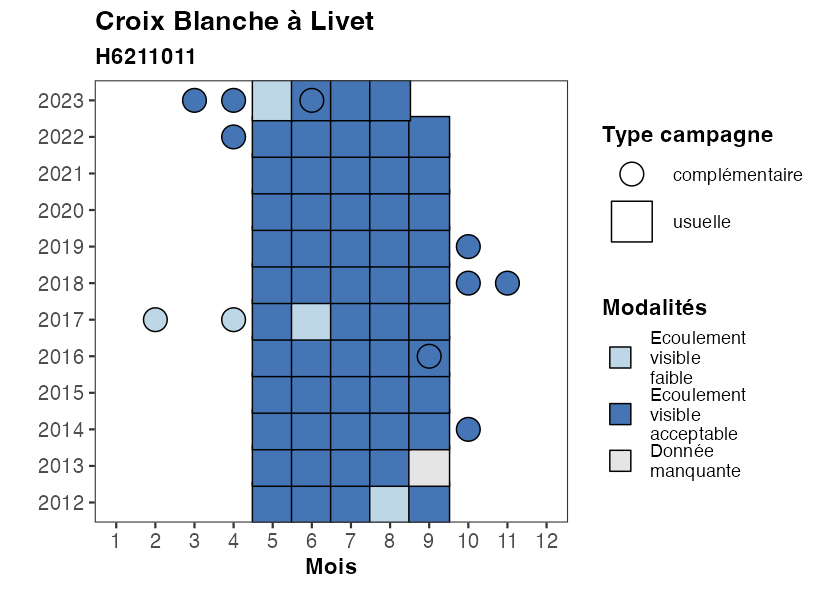 Croix Blanche à Livet
H6211011
2023
2022
2021
2020
2019
2018
2017
2016
2015
2014
2013
2012
1 2 3 4 5 6 7 8 9 10 11 12
Mois
Type campagne
complémentaire
usuelle
Modalités
Ecoulement
visible
faible
Ecoulement
visible
acceptable
Donnée
manquante